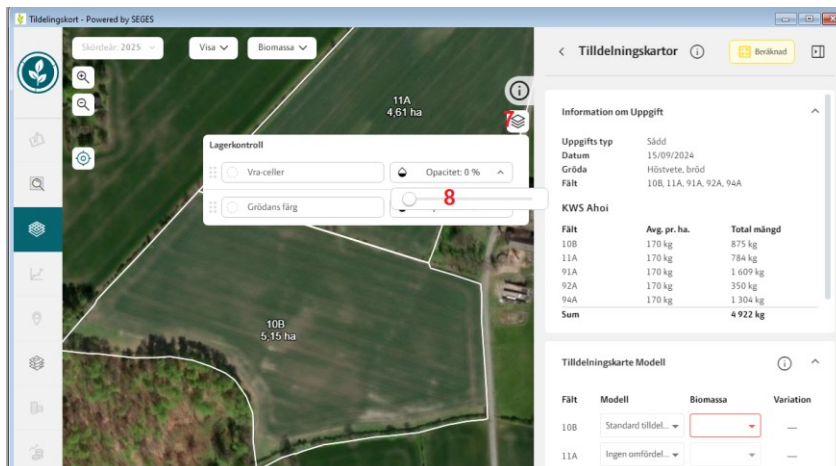 Tildelingskort - Powered by SEGES
Skördeår: 2025
Visa
Biomassa
11A
4,61 ha
7
Lagerkontroll
Vra-celler
Opacitet: 0 %
Grödans färg
8
10B
5,15 ha
Tilldelningskartor
Beräknad
Information om Uppgift
Uppgifts typ Sådd
Datum 15/09/2024
Gröda Höstvete, bröd
Fält 10B, 11A, 91A, 92A, 94A
KWS Ahoi
Fält Avg. pr. ha. Total mängd
10B 170 kg 875 kg
11A 170 kg 784 kg
91A 170 kg 1 609 kg
92A 170 kg 350 kg
94A 170 kg 1 304 kg
Sum 4 922 kg
Tilldelningskarte Modell
Fält Modell Biomassa Variation
10B Standard tilldel... —
11A Ingen omfördel... —